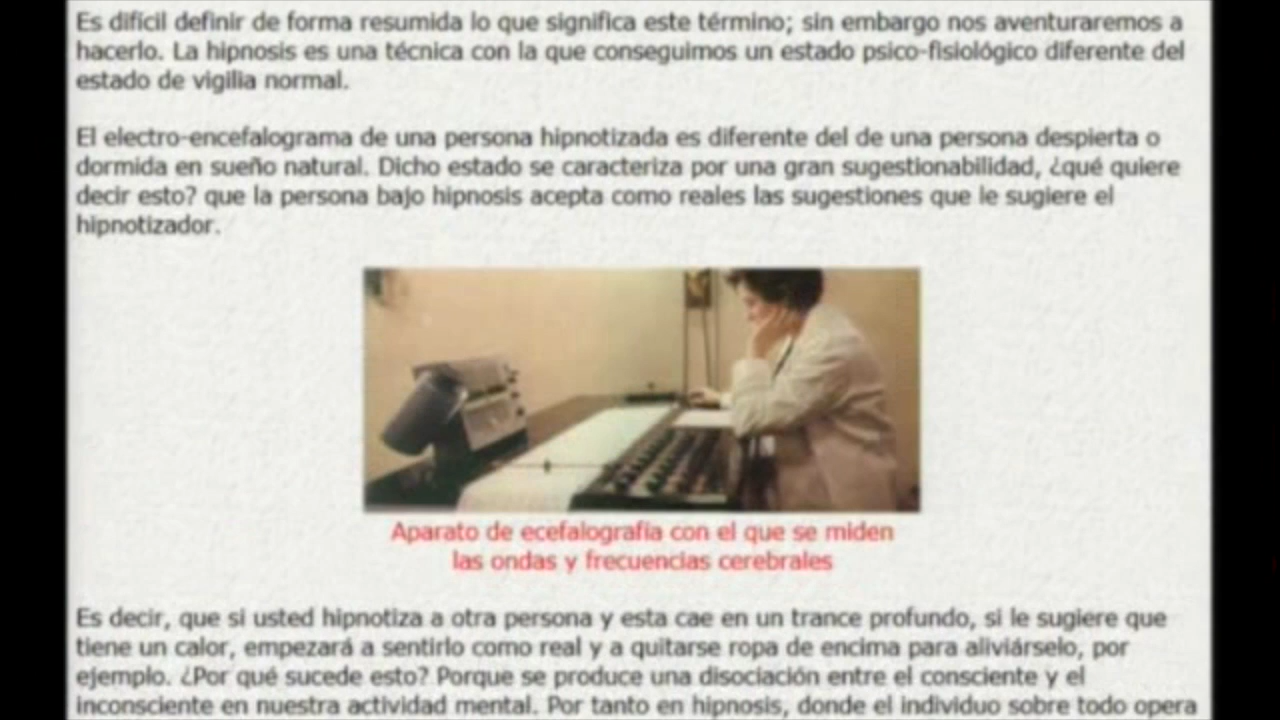 Es difícil definir de forma resumida lo que significa este término; sin embargo nos aventuraremos a
hacerlo. La hipnosis es una técnica con la que conseguimos un estado psico-fisiológico diferente del
estado de vigilia normal.
El electro-encefalograma de una persona hipnotizada es diferente del de una persona despierta o
dormida en sueño natural. Dicho estado se caracteriza por una gran sugestionabilidad, ¿qué quiere
decir esto? que la persona bajo hipnosis acepta como reales las sugestiones que le sugiere el
hipnotizador.
Aparato de ecefalografía con el que se miden
las ondas y frecuencias cerebrales
Es decir, que si usted hipnotiza a otra persona y esta cae en un trance profundo, si le sugiere que
tiene un calor, empezará a sentirlo como real y a quitarse ropa de encima para aliviárselo, por
ejemplo. ¿Por qué sucede esto? Porque se produce una disociación entre el consciente y el
inconsciente en nuestra actividad mental. Por tanto en hipnosis, donde el individuo sobre todo opera